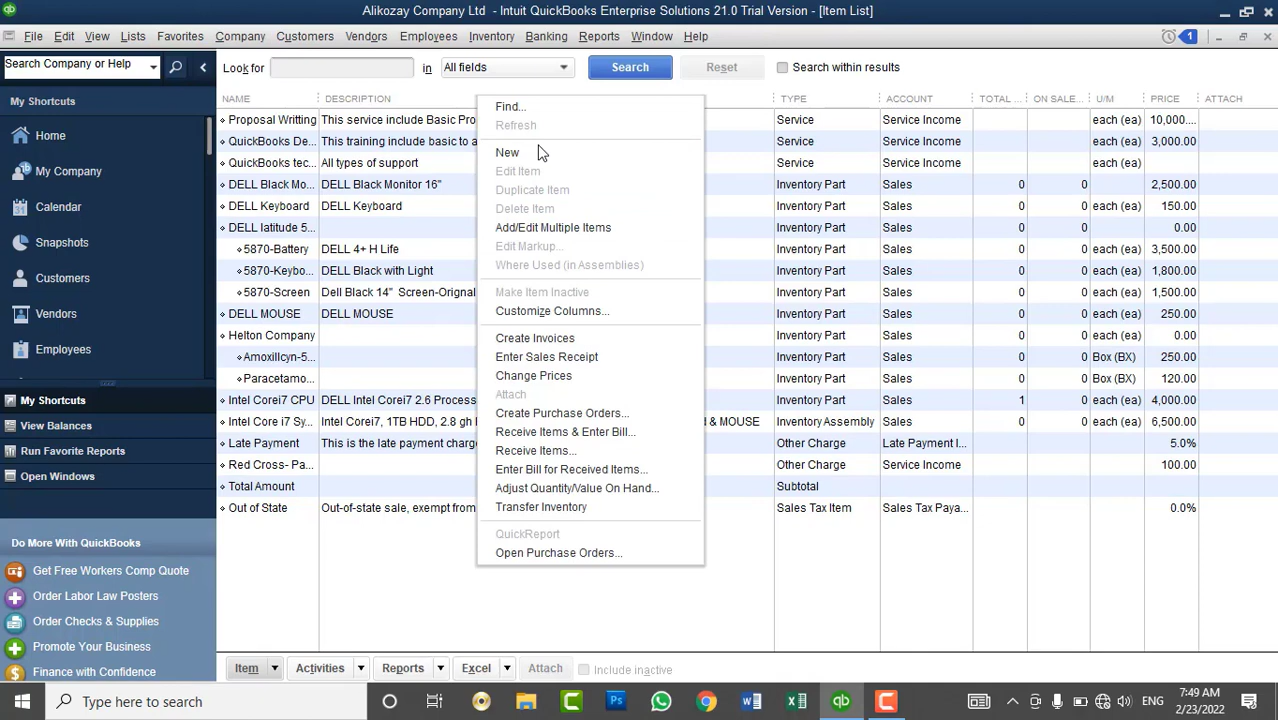 Alikozay Company Ltd - Intuit QuickBooks Enterprise Solutions 21.0 Trial Version - [Item List]
File Edit View Lists Favorites Company Customers Vendors Employees Inventory Banking Reports Window Help
1
Search Company or Help
Look for in All fields Search Reset Search within results
My Shortcuts
Home
My Company
Calendar
Snapshots
Customers
Vendors
Employees
My Shortcuts
View Balances
Run Favorite Reports
Open Windows
Do More With QuickBooks
Get Free Workers Comp Quote
Order Labor Law Posters
Order Checks & Supplies
Promote Your Business
Finance with Confidence
NAME DESCRIPTION TYPE ACCOUNT TOTAL ... ON SALE... U/M PRICE ATTACH
Proposal Writting This service include Basic Pro Service Service Income each (ea) 10,000....
QuickBooks De... This training include basic to a Service Service Income each (ea) 3,000.00
QuickBooks tec... All types of support Service Service Income each (ea)
DELL Black Mo... DELL Black Monitor 16" Inventory Part Sales 0 0 2,500.00
DELL Keyboard DELL Keyboard Inventory Part Sales 0 0 each (ea) 150.00
DELL latitude 5... Inventory Part Sales 0 0 0.00
5870-Battery DELL 4+ H Life Inventory Part Sales 0 0 each (ea) 3,500.00
5870-Keybo... DELL Black with Light Inventory Part Sales 0 0 each (ea) 1,800.00
5870-Screen Dell Black 14" Screen-Orignal Inventory Part Sales 0 0 each (ea) 1,500.00
DELL MOUSE DELL MOUSE Inventory Part Sales 0 0 each (ea) 250.00
Helton Company Inventory Part Sales 0 0 each (ea) 0.00
Amoxillcyn-5... Inventory Part Sales 0 0 Box (BX) 250.00
Paracetamo... Inventory Part Sales 0 0 Box (BX) 120.00
Intel Corei7 CPU DELL Intel Corei7 2.6 Process Inventory Part Sales 1 0 each (ea) 4,000.00
Intel Core i7 Sy... Intel Corei7, 1TB HDD, 2.8 gh d & MOUSE Inventory Assembly Sales 0 0 each (ea) 6,500.00
Late Payment This is the late payment charg Other Charge Late Payment I... 5.0%
Red Cross- Pa... Other Charge Service Income 100.00
Total Amount Subtotal
Out of State Out-of-state sale, exempt from Sales Tax Item Sales Tax Paya... 0.0%
Find...
Refresh
New
Edit Item
Duplicate Item
Delete Item
Add/Edit Multiple Items
Edit Markup...
Where Used (in Assemblies)
Make Item Inactive
Customize Columns...
Create Invoices
Enter Sales Receipt
Change Prices
Attach
Create Purchase Orders...
Receive Items & Enter Bill...
Receive Items...
Enter Bill for Received Items...
Adjust Quantity/Value On Hand...
Transfer Inventory
QuickReport
Open Purchase Orders...
Item Activities Reports Excel Attach Include inactive
Type here to search
ENG
7:49 AM
2/23/2022